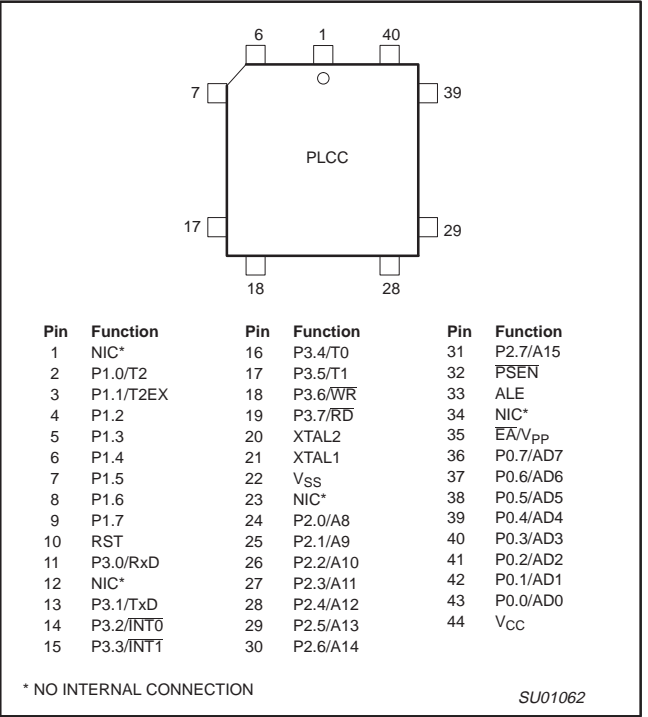 6 1 40
7 39
PLCC
17 29
18 28
Pin Function Pin Function Pin Function
1 NIC* 16 P3.4/T0 31 P2.7/A15
2 P1.0/T2 17 P3.5/T1 32 P̅S̅E̅N̅
3 P1.1/T2EX 18 P3.6/W̅R̅ 33 ALE
4 P1.2 19 P3.7/R̅D̅ 34 NIC*
5 P1.3 20 XTAL2 35 E̅A̅/VPP
6 P1.4 21 XTAL1 36 P0.7/AD7
7 P1.5 22 VSS 37 P0.6/AD6
8 P1.6 23 NIC* 38 P0.5/AD5
9 P1.7 24 P2.0/A8 39 P0.4/AD4
10 RST 25 P2.1/A9 40 P0.3/AD3
11 P3.0/RxD 26 P2.2/A10 41 P0.2/AD2
12 NIC* 27 P2.3/A11 42 P0.1/AD1
13 P3.1/TxD 28 P2.4/A12 43 P0.0/AD0
14 P3.2/I̅N̅T̅0̅ 29 P2.5/A13 44 VCC
15 P3.3/I̅N̅T̅1̅ 30 P2.6/A14
* NO INTERNAL CONNECTION SU01062